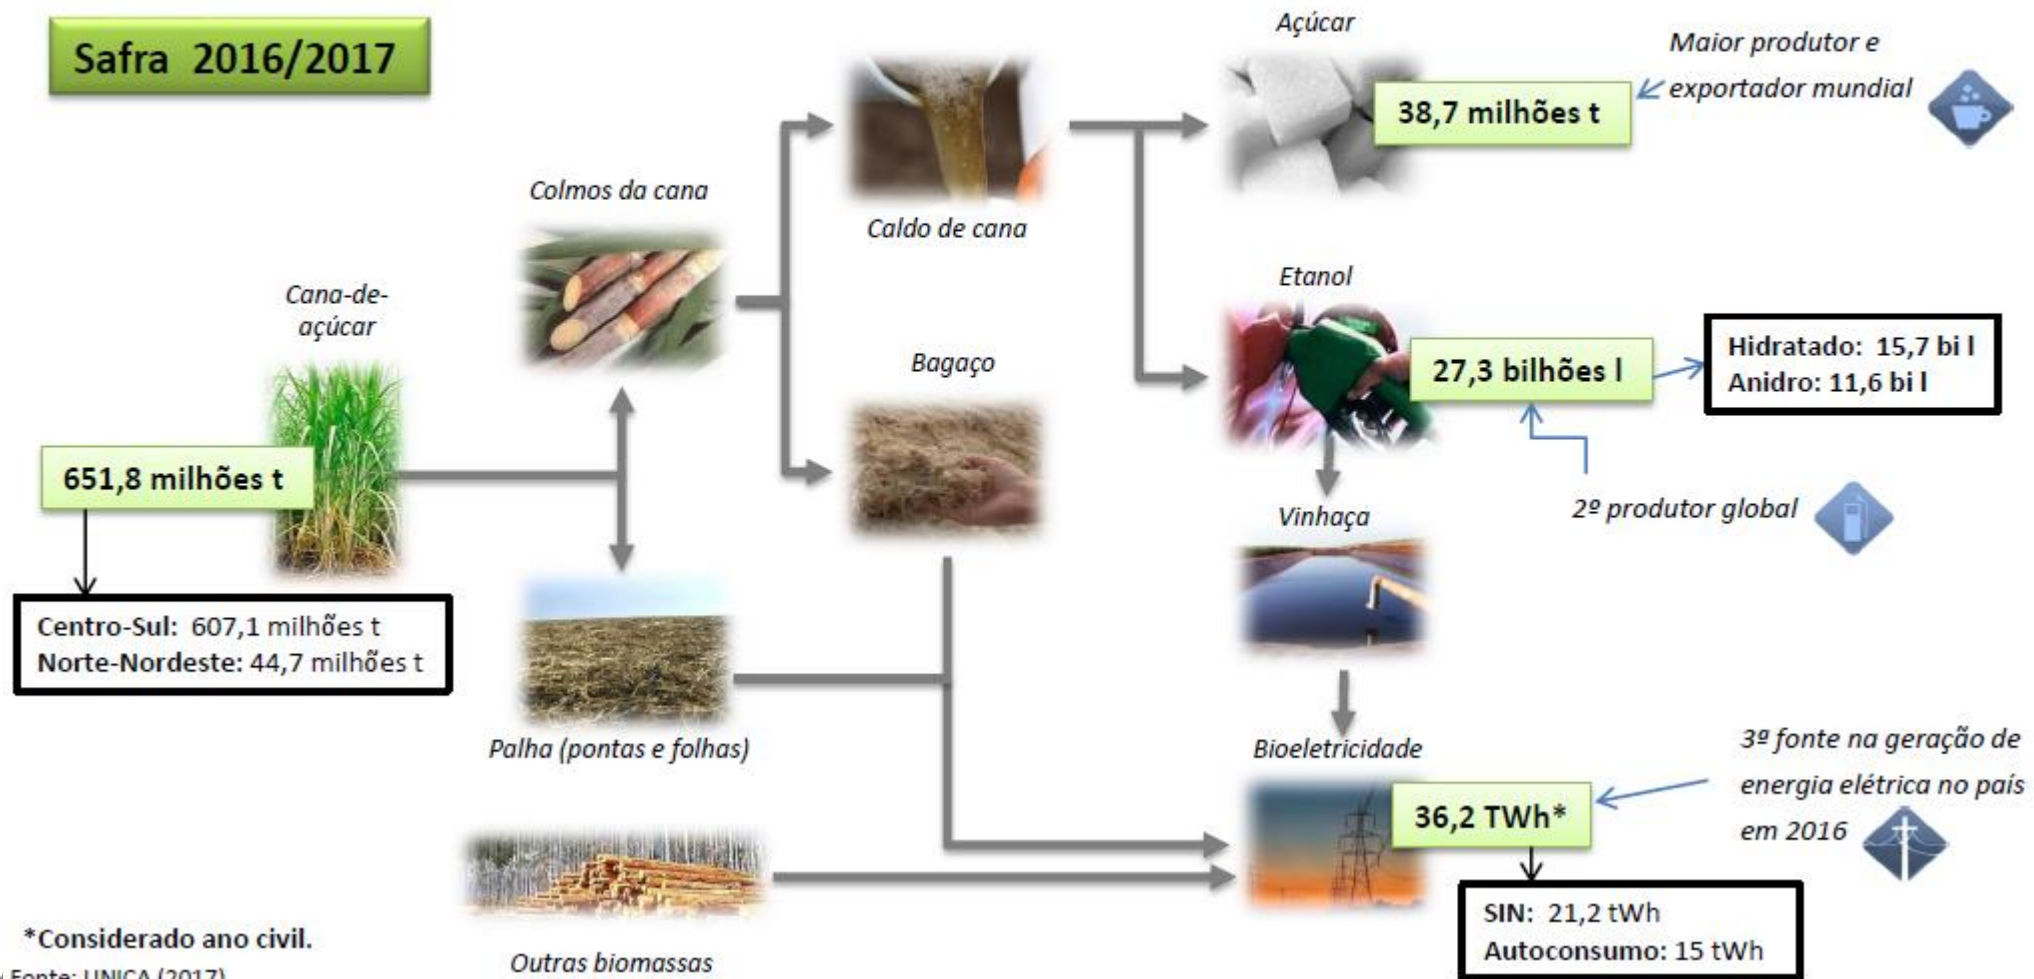 Safra 2016/2017
Açúcar
Maior produtor e
exportador mundial
38,7 milhões t
Colmos da cana
Caldo de cana
Cana-de-
açúcar
Etanol
27,3 bilhões l
Hidratado: 15,7 bi l
Anidro: 11,6 bi l
Bagaço
651,8 milhões t
2º produtor global
Vinhaça
Centro-Sul: 607,1 milhões t
Norte-Nordeste: 44,7 milhões t
Palha (pontas e folhas)
Bioeletricidade
3ª fonte na geração de
energia elétrica no país
em 2016
36,2 TWh*
SIN: 21,2 tWh
Autoconsumo: 15 tWh
*Considerado ano civil.
Fonte: UNICA (2017)
Outras biomassas